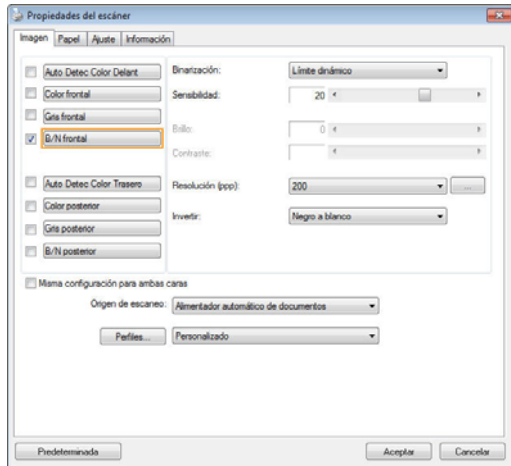 Propiedades del escáner
Imagen Papel Ajuste Información
Auto Detec Color Delant
Color frontal
Gris frontal
B/N frontal
Auto Detec Color Trasero
Color posterior
Gris posterior
B/N posterior
Binarización: Límite dinámico
Sensibilidad: 20
Brillo: 0
Contraste:
Resolución (ppp): 200 ...
Invertir: Negro a blanco
Misma configuración para ambas caras
Origen de escaneo: Alimentador automático de documentos
Perfiles... Personalizado
Predeterminada Aceptar Cancelar